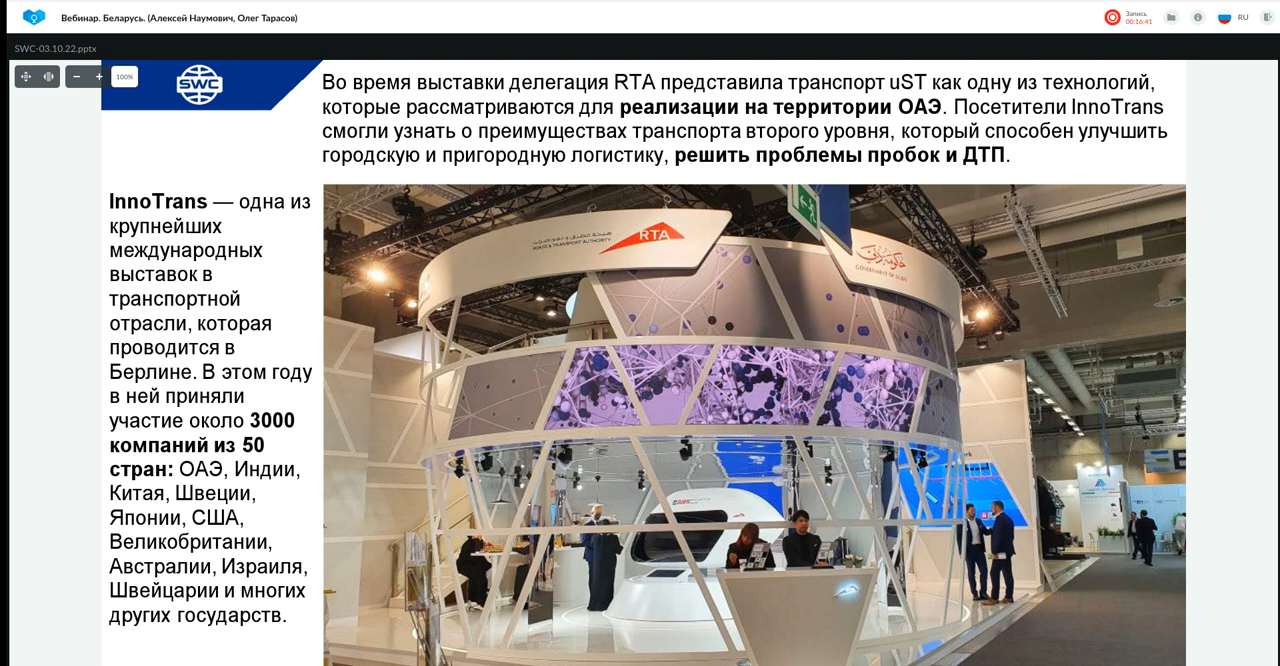 Вебинар. Беларусь. (Алексей Наумович, Олег Тарасов)
Запись
00:16:41
RU
SWC-03.10.22.pptx
100%
SWC
Во время выставки делегация RTA представила транспорт uST как одну из технологий,
которые рассматриваются для реализации на территории ОАЭ. Посетители InnoTrans
смогли узнать о преимуществах транспорта второго уровня, который способен улучшить
городскую и пригородную логистику, решить проблемы пробок и ДТП.
InnoTrans — одна из
крупнейших
международных
выставок в
транспортной
отрасли, которая
проводится в
Берлине. В этом году
в ней приняли
участие около 3000
компаний из 50
стран: ОАЭ, Индии,
Китая, Швеции,
Японии, США,
Великобритании,
Австралии, Израиля,
Швейцарии и многих
других государств.
ROADS & TRANSPORT AUTHORITY
RTA
GOVERNMENT OF DUBAI